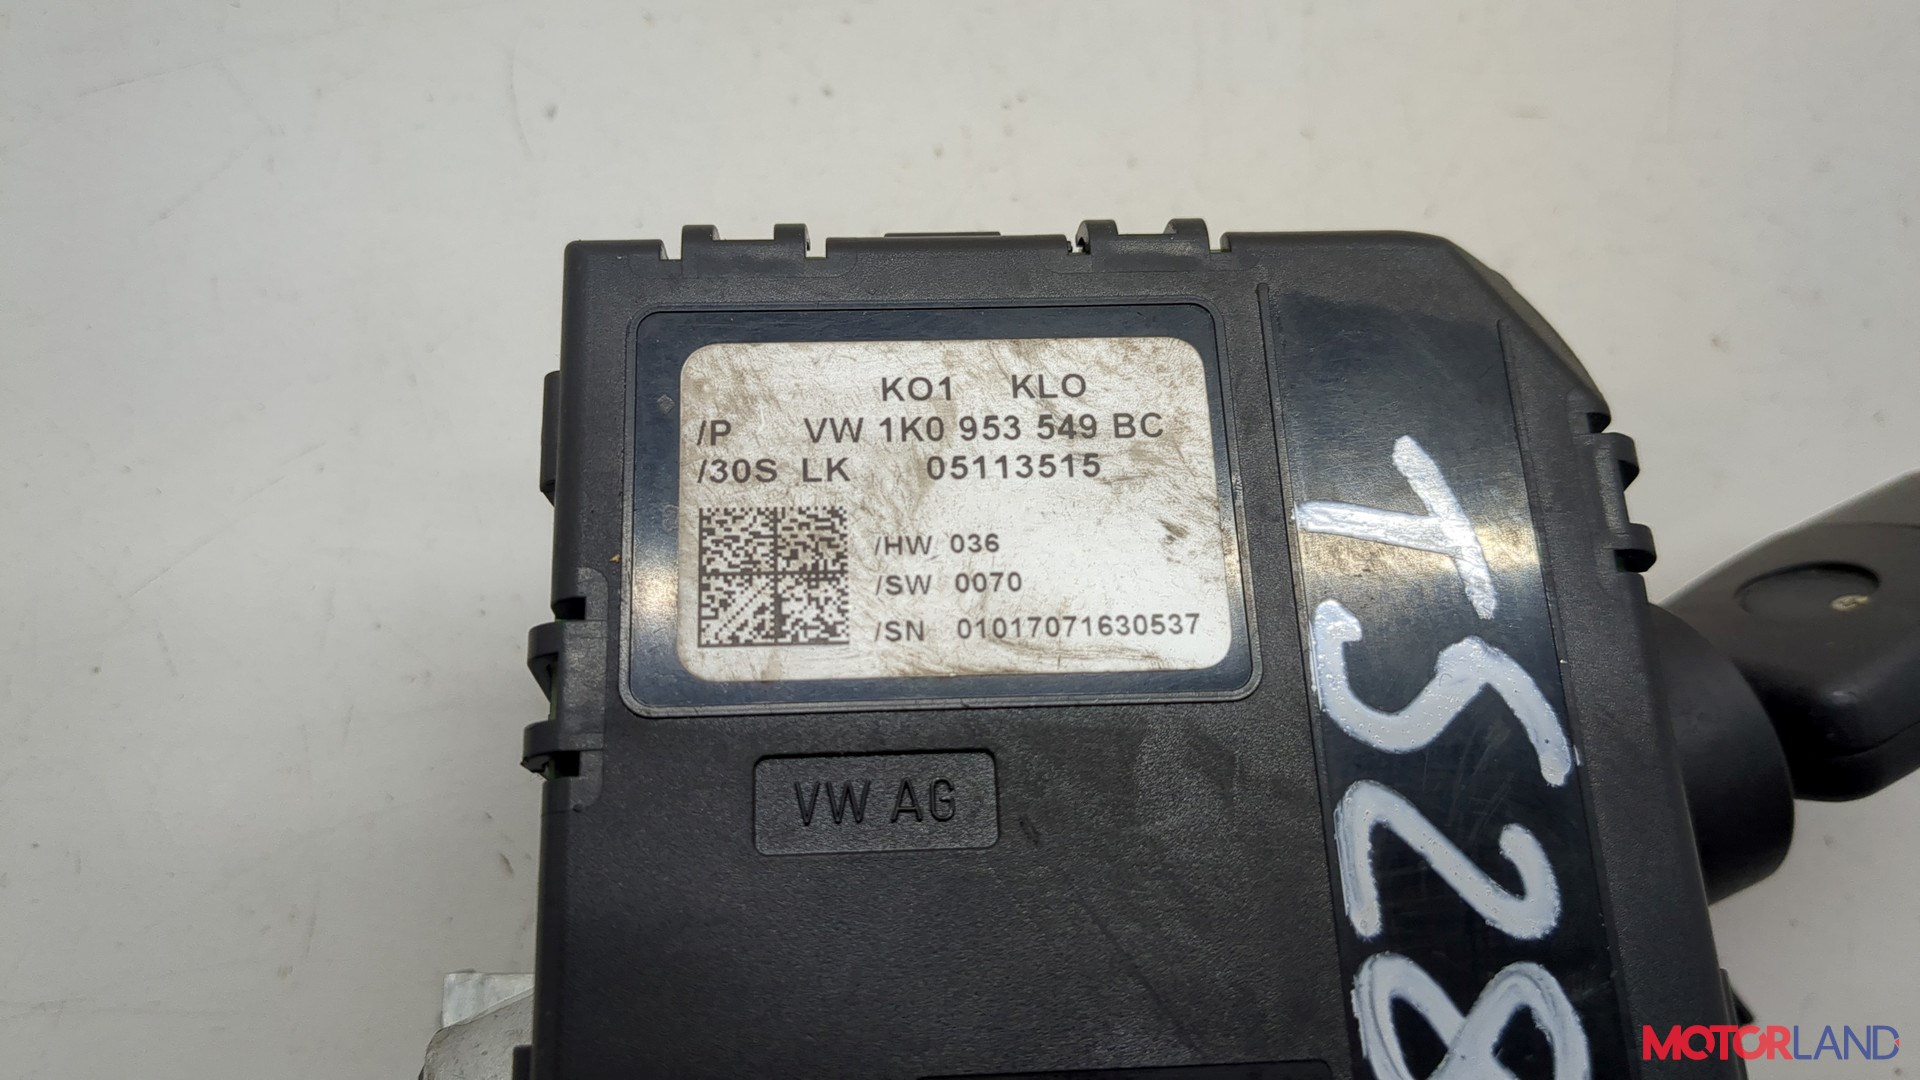 KO1 KLO
/P VW 1K0 953 549 BC
/30S LK 05113515
/HW 036
/SW 0070
/SN 01017071630537
VW AG
TS28
MOTORLAND